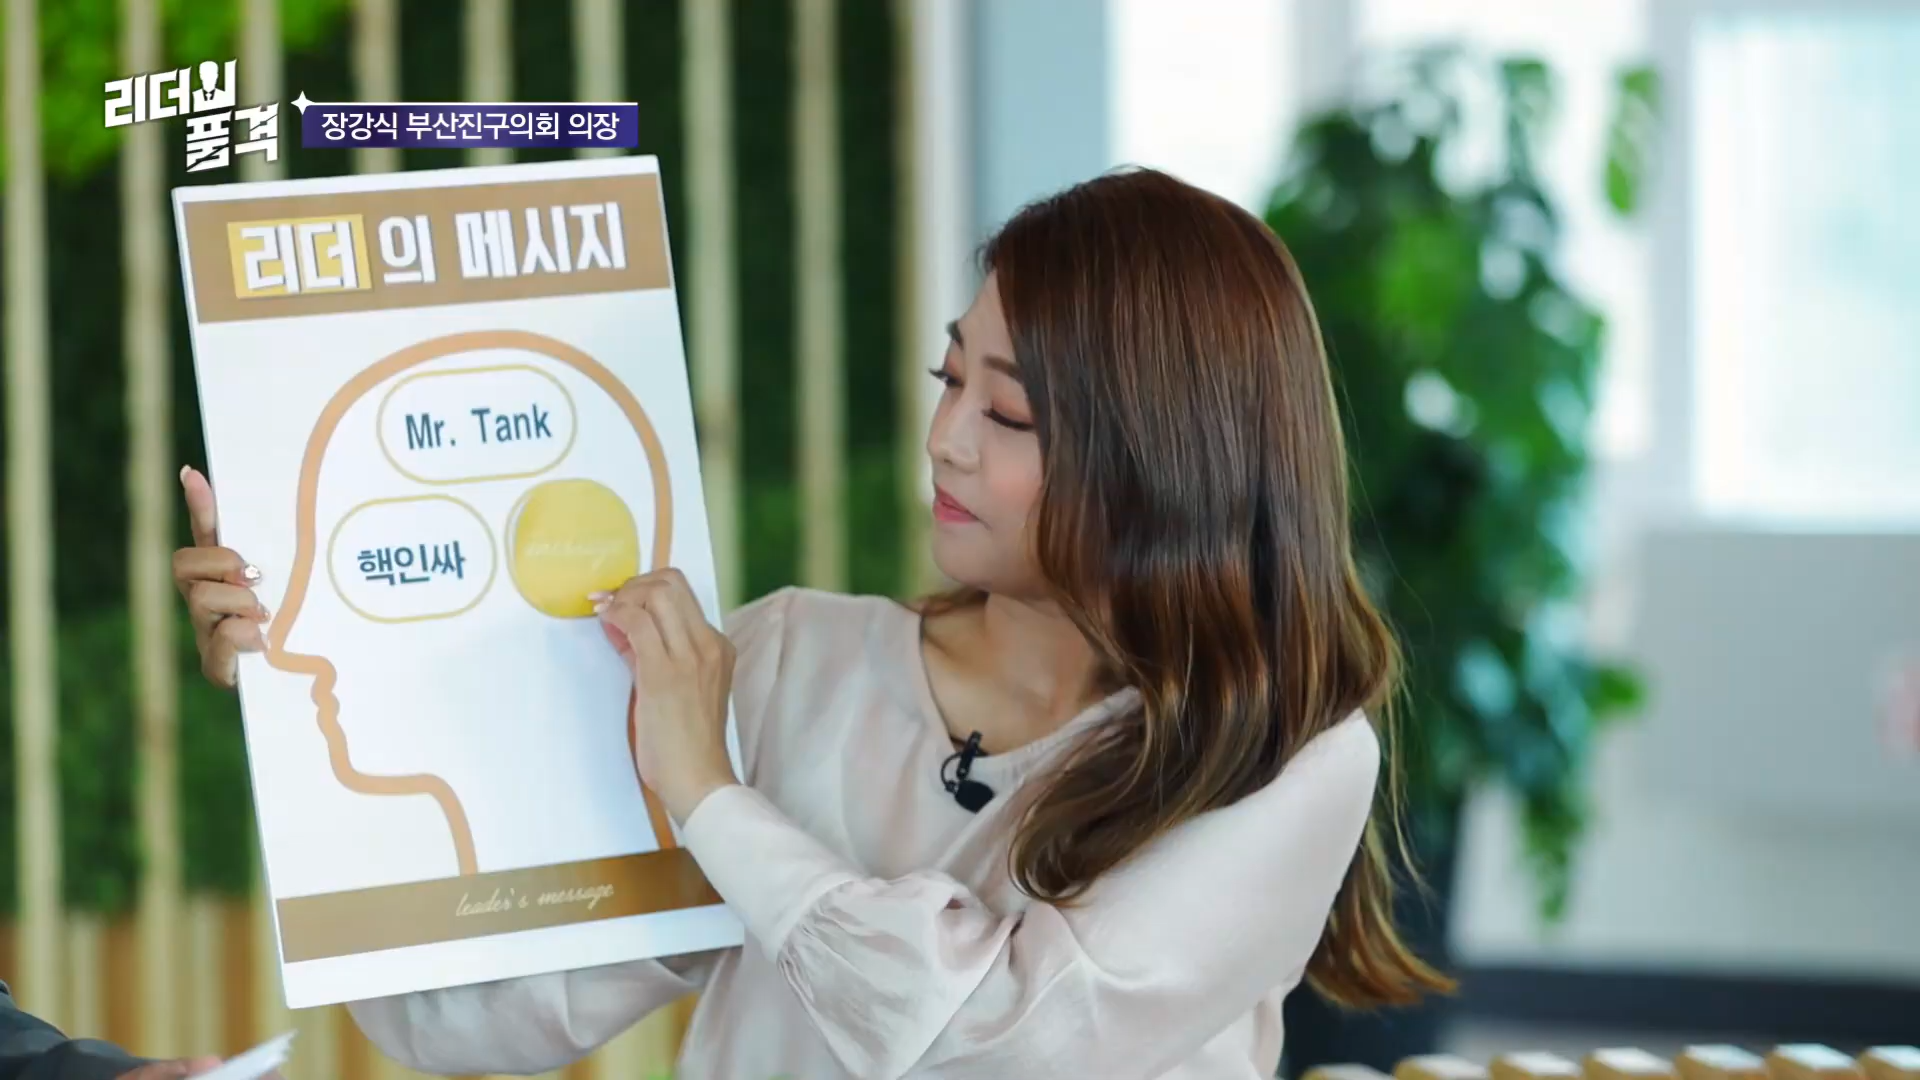 리더의
품격
장강식 부산진구의회 의장
리더의 메시지
Mr. Tank
핵인싸
message
leader's message